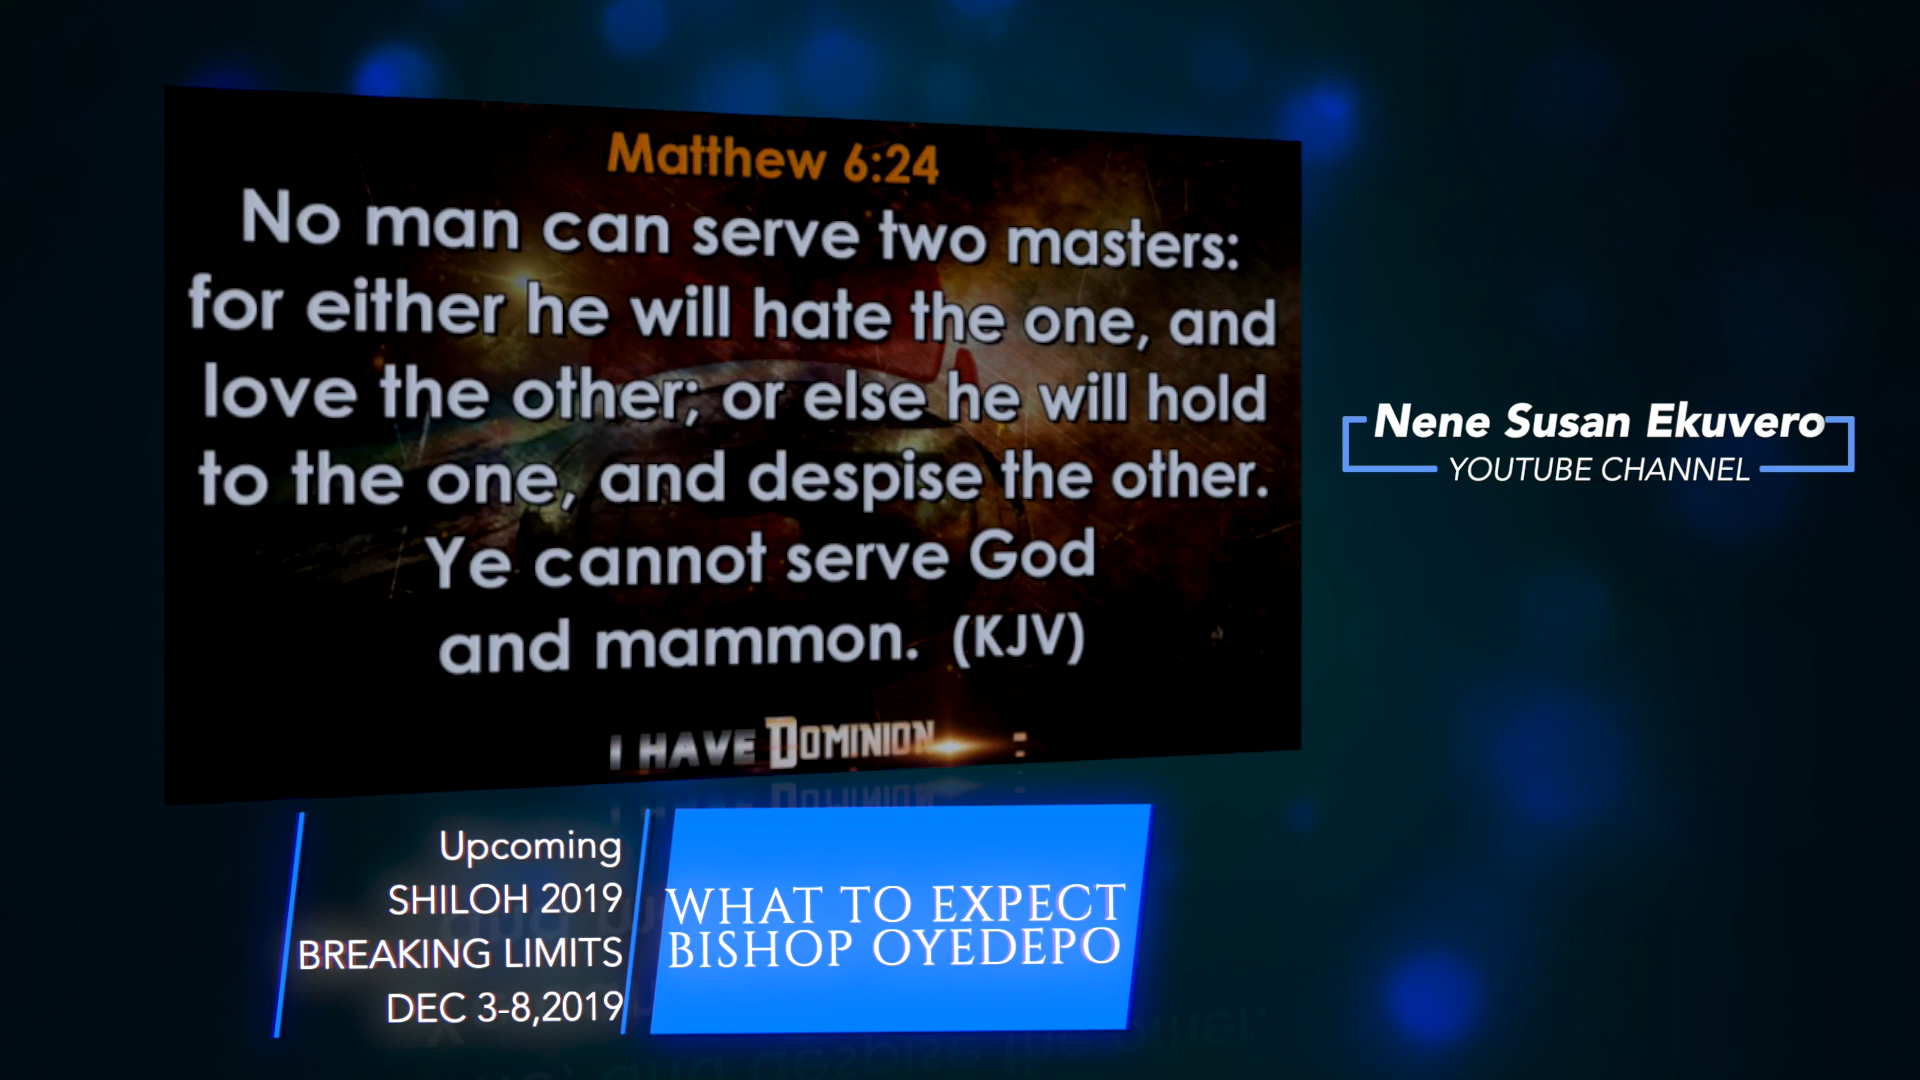 Matthew 6:24
No man can serve two masters:
for either he will hate the one, and
love the other; or else he will hold
to the one, and despise the other.
Ye cannot serve God
and mammon. (KJV)
I HAVE DOMINION
Nene Susan Ekuvero
YOUTUBE CHANNEL
Upcoming
SHILOH 2019
BREAKING LIMITS
DEC 3-8,2019
WHAT TO EXPECT
BISHOP OYEDEPO